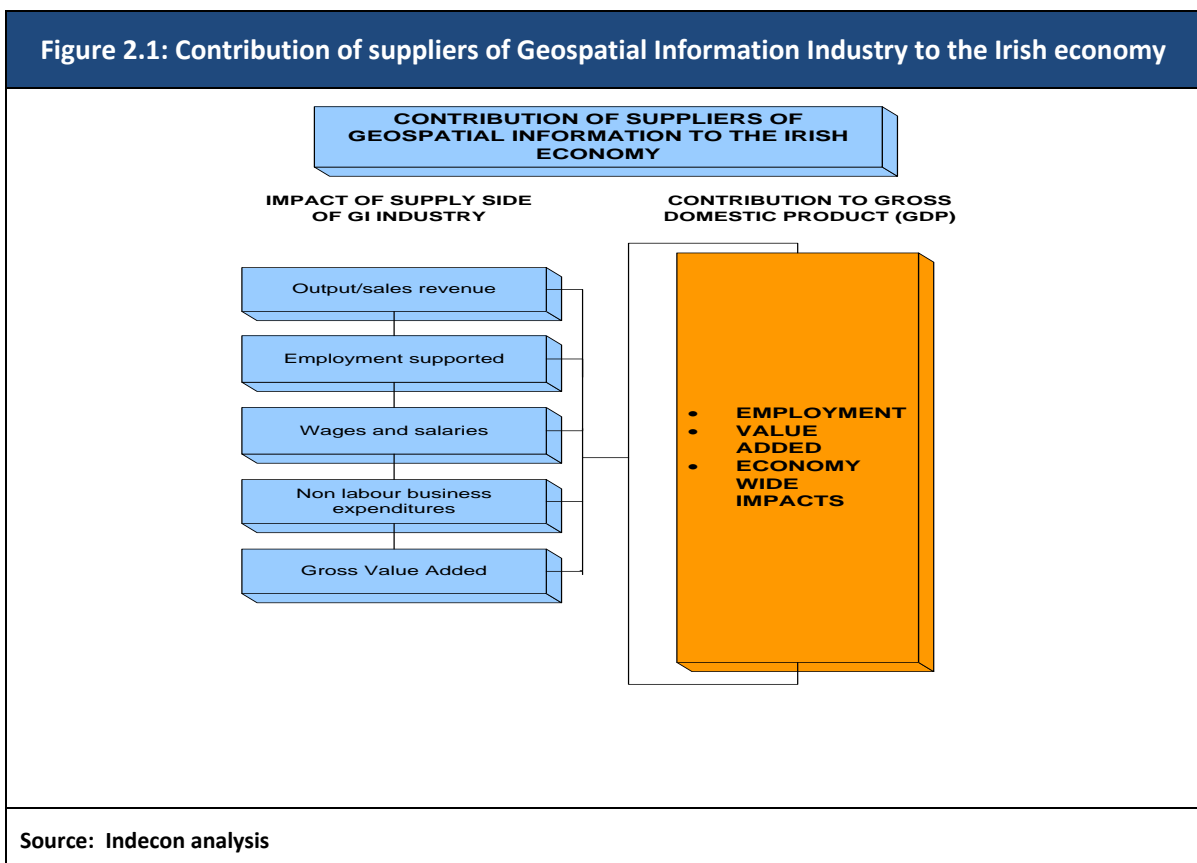 Figure 2.1: Contribution of suppliers of Geospatial Information Industry to the Irish economy
CONTRIBUTION OF SUPPLIERS OF
GEOSPATIAL INFORMATION TO THE IRISH
ECONOMY
IMPACT OF SUPPLY SIDE
OF GI INDUSTRY
Output/sales revenue
Employment supported
Wages and salaries
Non labour business
expenditures
Gross Value Added
CONTRIBUTION TO GROSS
DOMESTIC PRODUCT (GDP)
• EMPLOYMENT
• VALUE
ADDED
• ECONOMY
WIDE
IMPACTS
Source: Indecon analysis